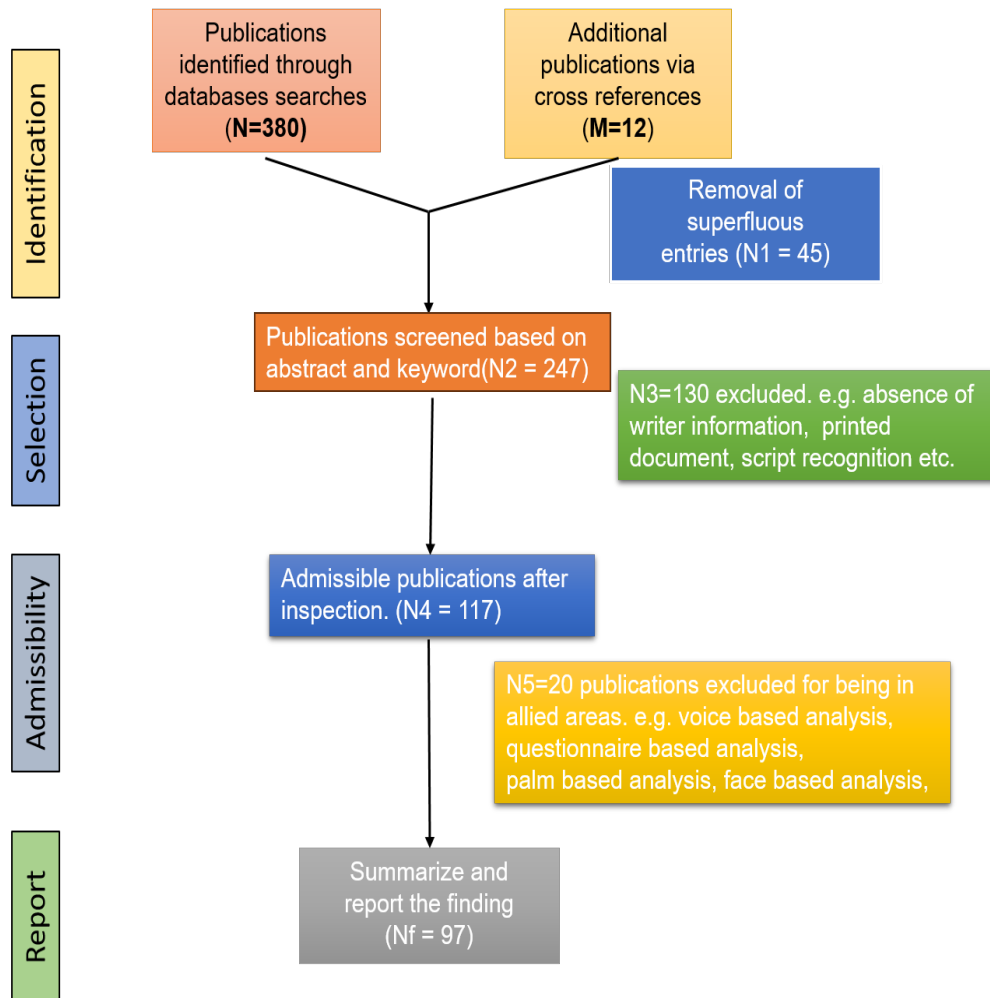 Publications
identified through
databases searches
(N=380)
Additional
publications via
cross references
(M=12)
Identification
Removal of
superfluous
entries (N1 = 45)
Publications screened based on
abstract and keyword(N2 = 247)
Selection
N3=130 excluded. e.g. absence of
writer information, printed
document, script recognition etc.
Admissible publications after
inspection. (N4 = 117)
Admissibility
N5=20 publications excluded for being in
allied areas. e.g. voice based analysis,
questionnaire based analysis,
palm based analysis, face based analysis,
Report
Summarize and
report the finding
(Nf = 97)